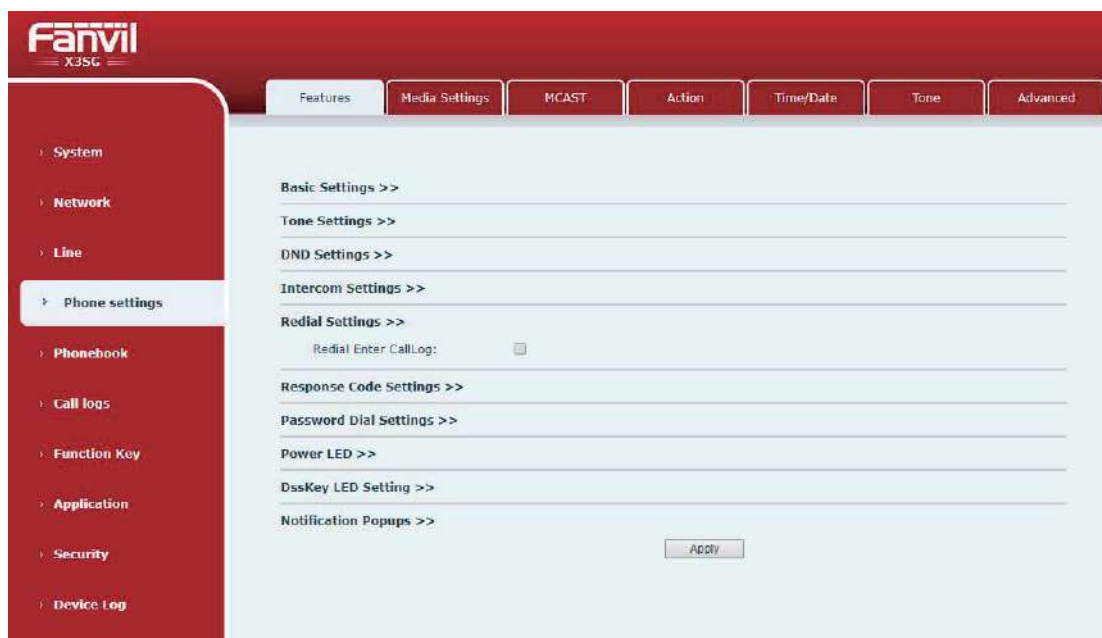 Fanvil
X3SG
Features
Media Settings
MCAST
Action
Time/Date
Tone
Advanced
› System
› Network
› Line
› Phone settings
› Phonebook
› Call logs
› Function Key
› Application
› Security
› Device Log
Basic Settings >>
Tone Settings >>
DND Settings >>
Intercom Settings >>
Redial Settings >>
Redial Enter CallLog:
Response Code Settings >>
Password Dial Settings >>
Power LED >>
DssKey LED Setting >>
Notification Popups >>
Apply